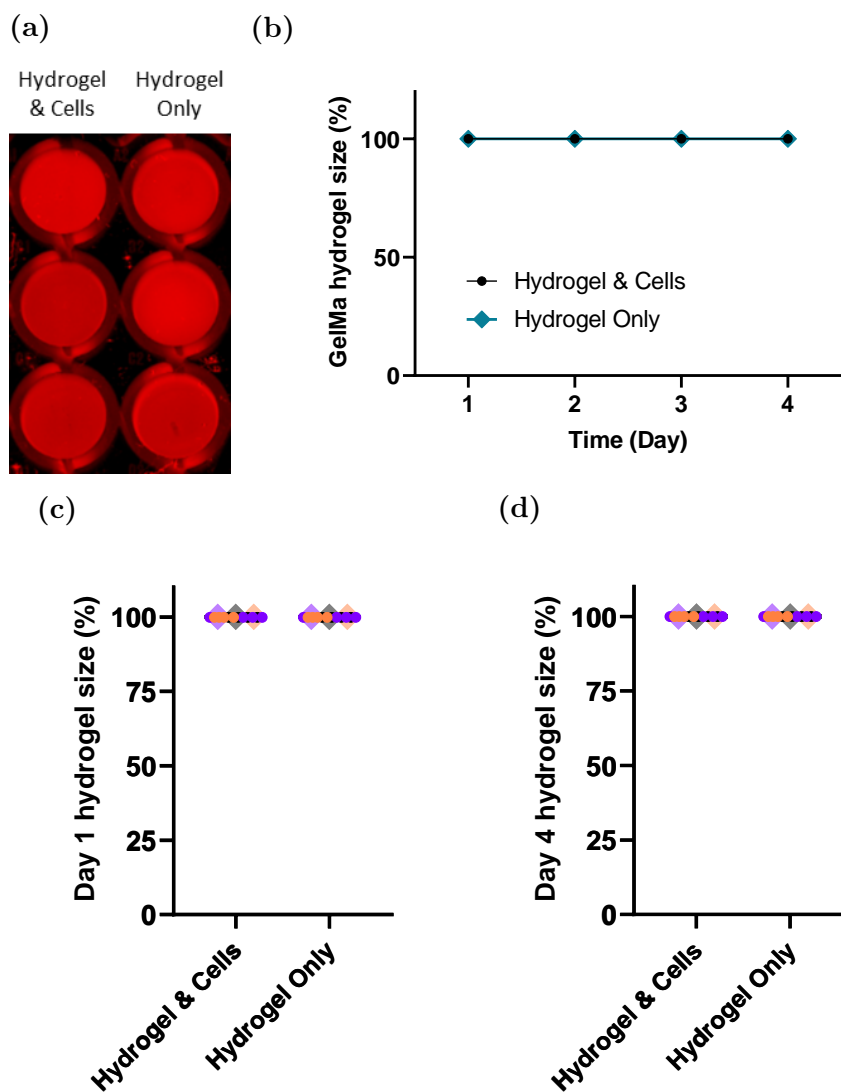 (a)
Hydrogel
& Cells
Hydrogel
Only
(b)
GelMa hydrogel size (%)
100
50
0
Hydrogel & Cells
Hydrogel Only
1 2 3 4
Time (Day)
(c)
Day 1 hydrogel size (%)
100
75
50
25
0
Hydrogel & Cells
Hydrogel Only
(d)
Day 4 hydrogel size (%)
100
75
50
25
0
Hydrogel & Cells
Hydrogel Only